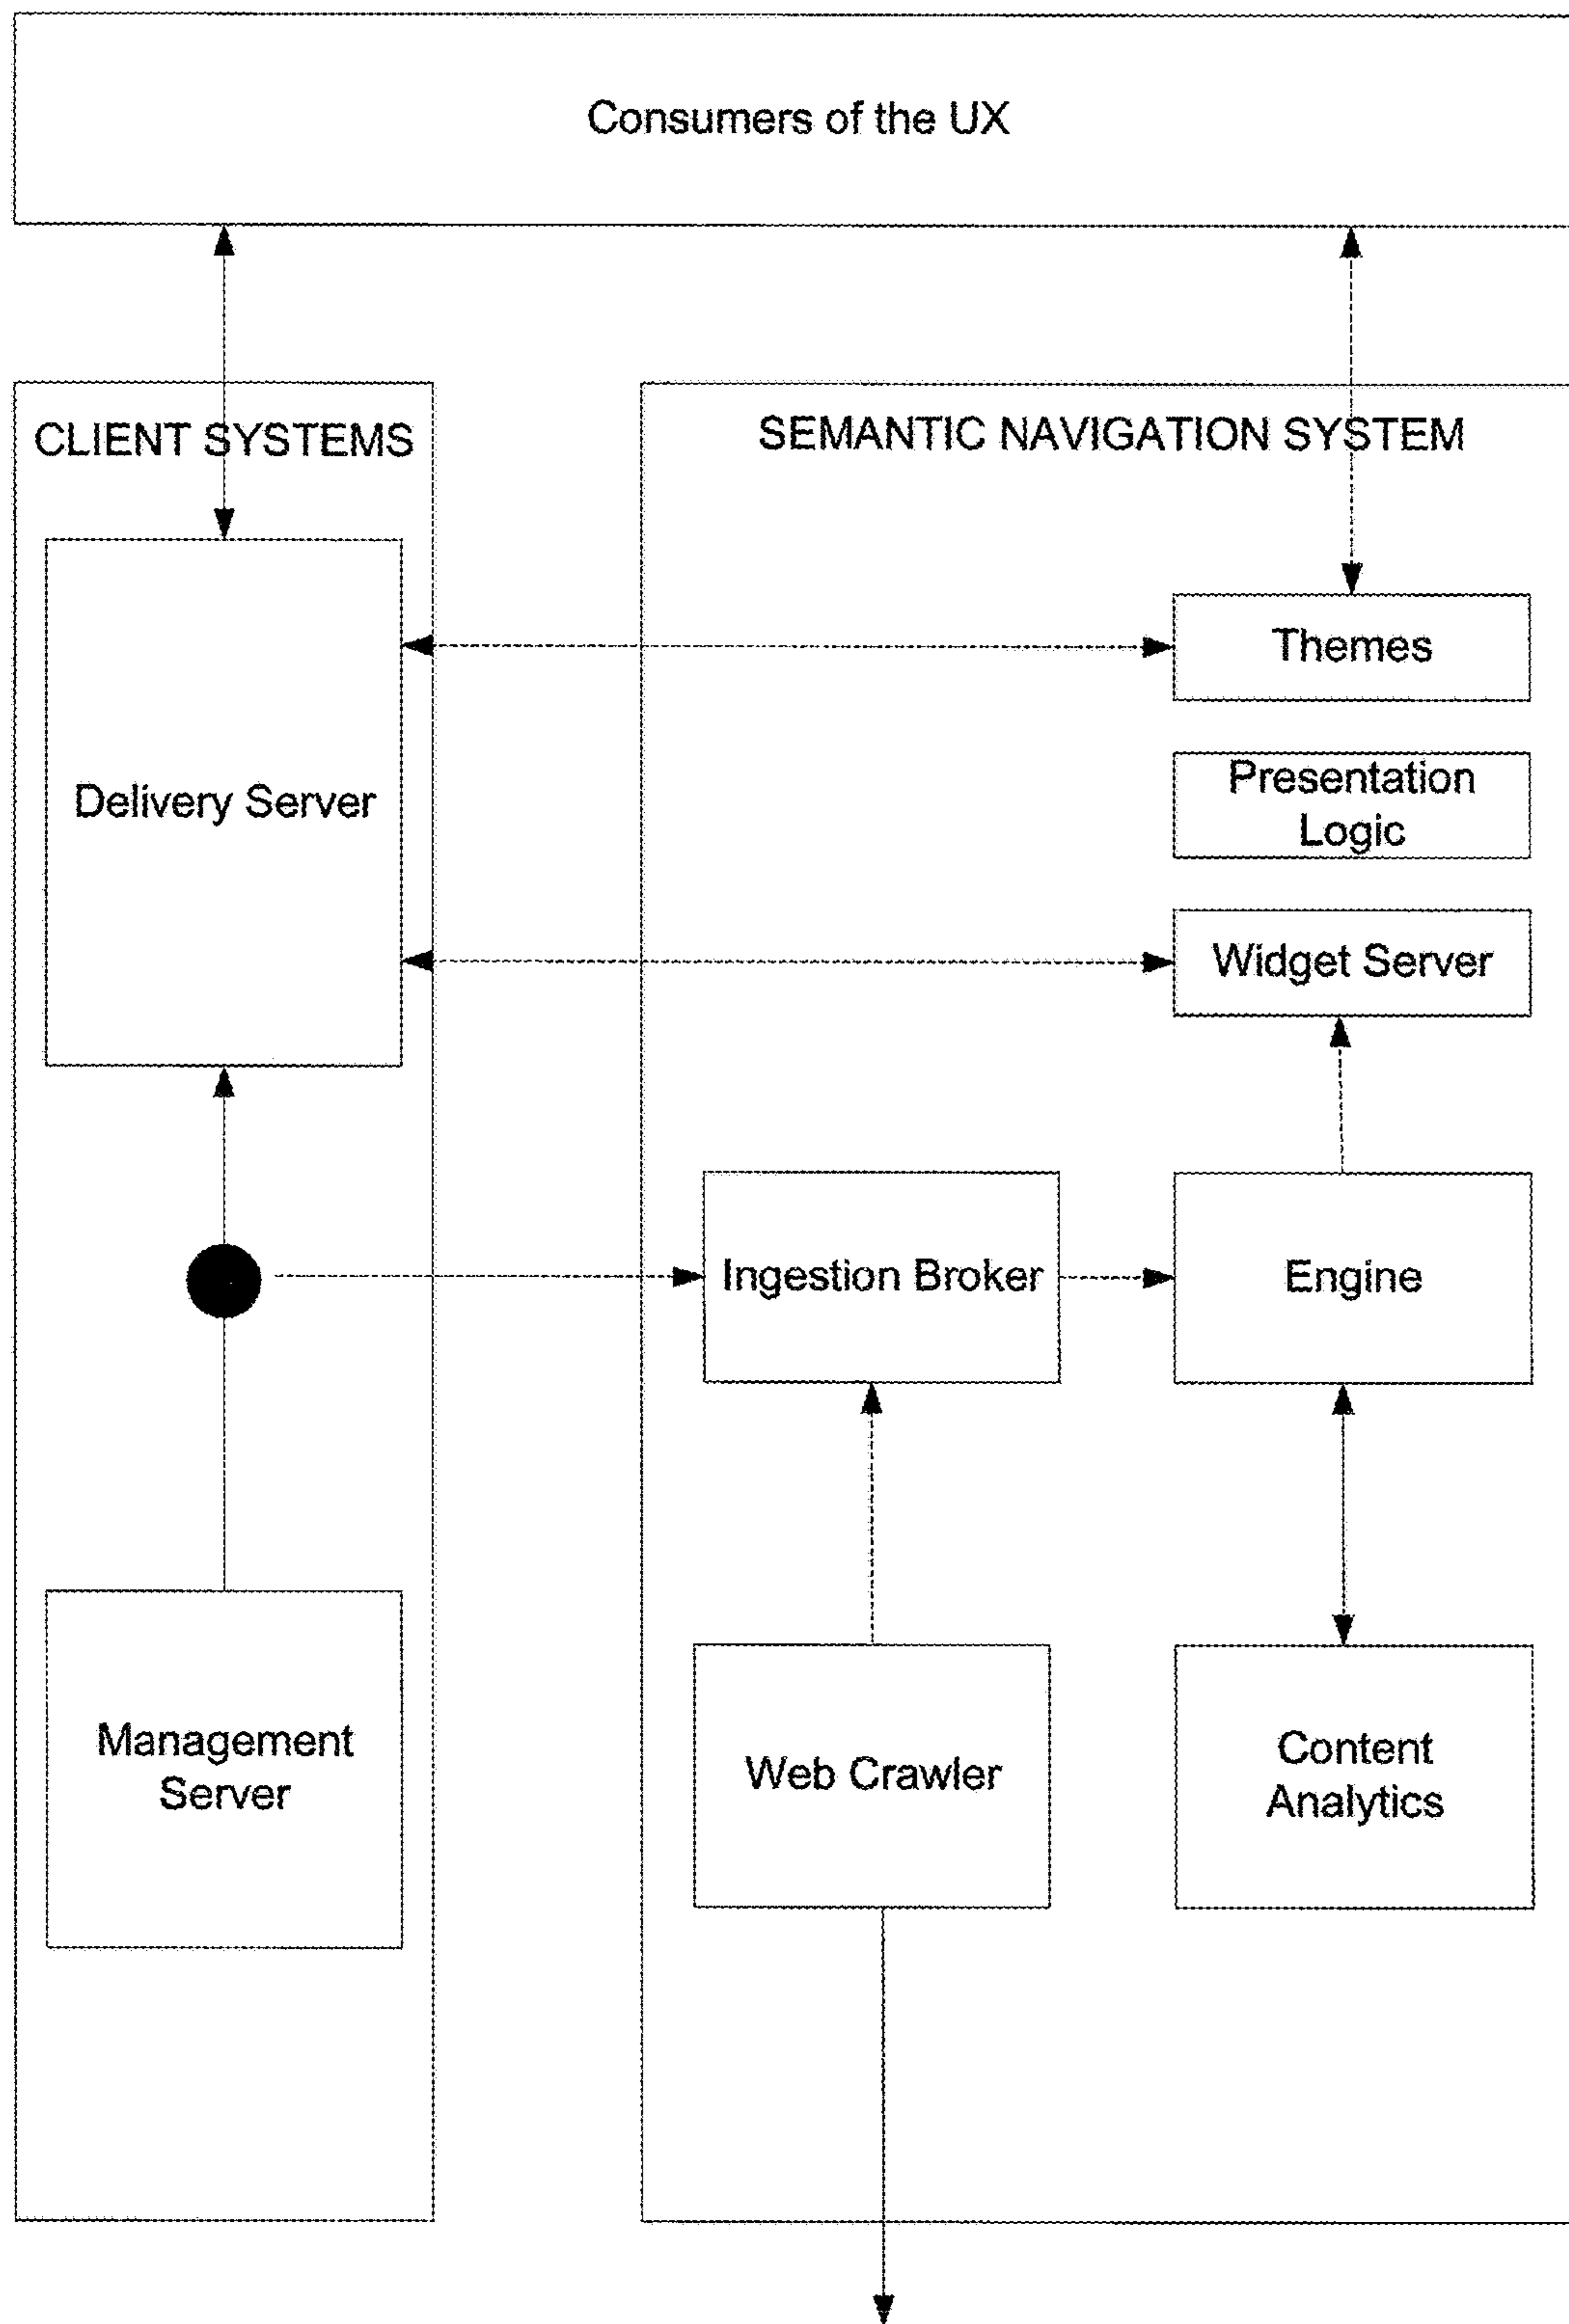 Consumers of the UX
CLIENT SYSTEMS
SEMANTIC NAVIGATION SYSTEM
Themes
Delivery Server
Presentation
Logic
Widget Server
Ingestion Broker
Engine
Management
Server
Web Crawler
Content
Analytics